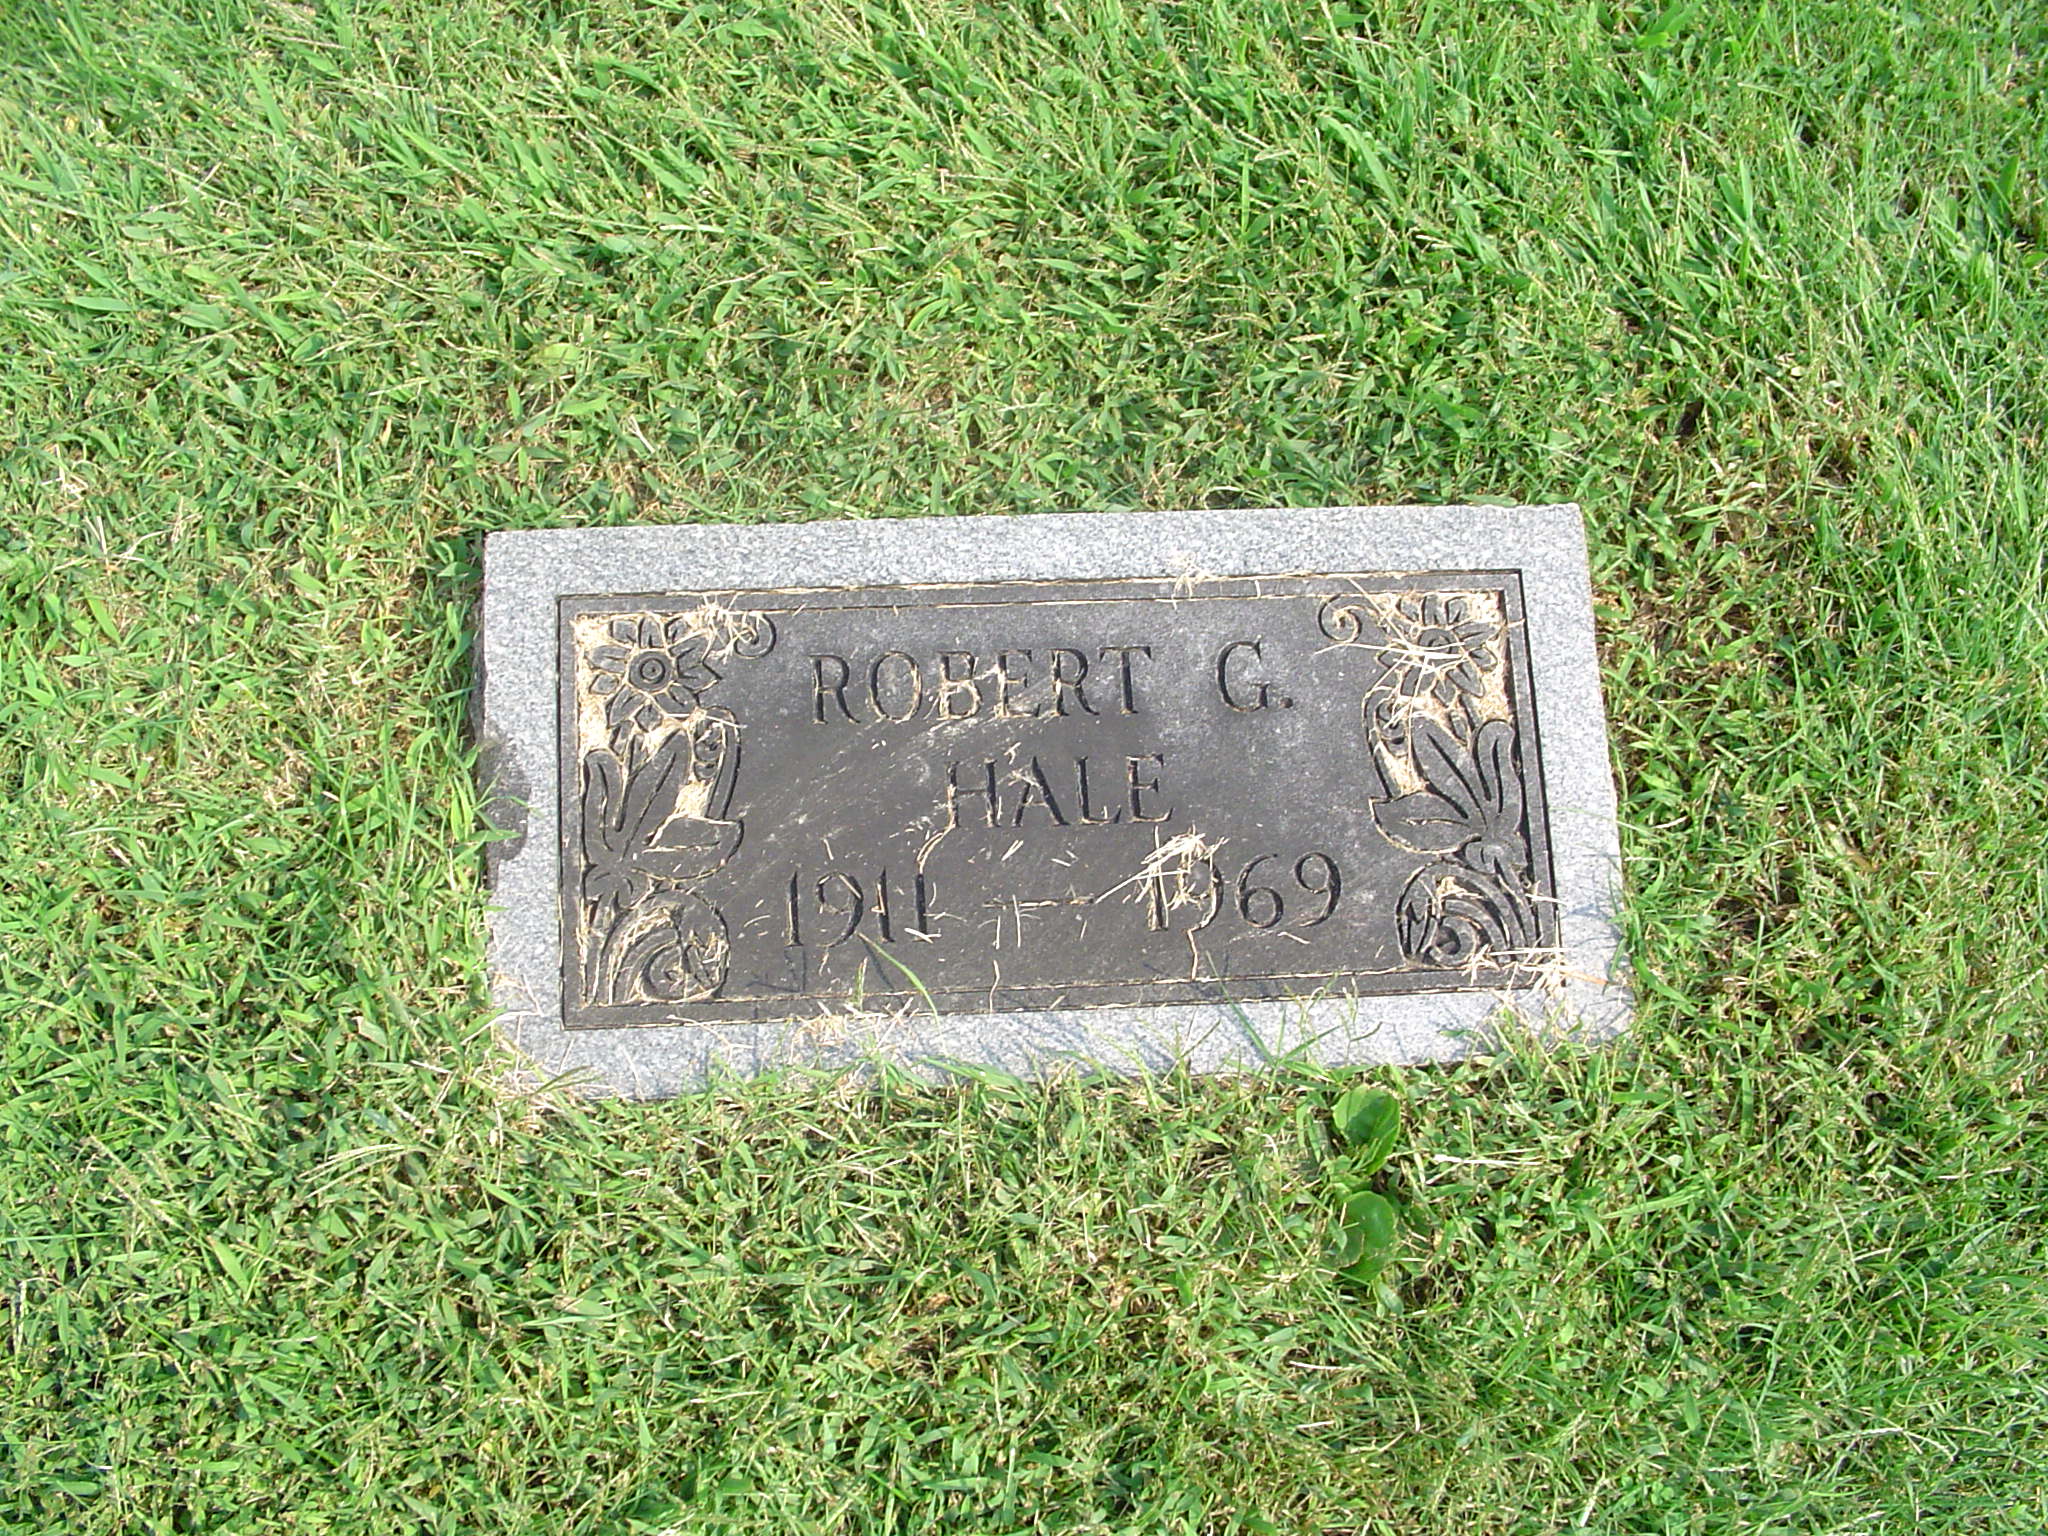 ROBERT G.
HALE
1911 — 1969